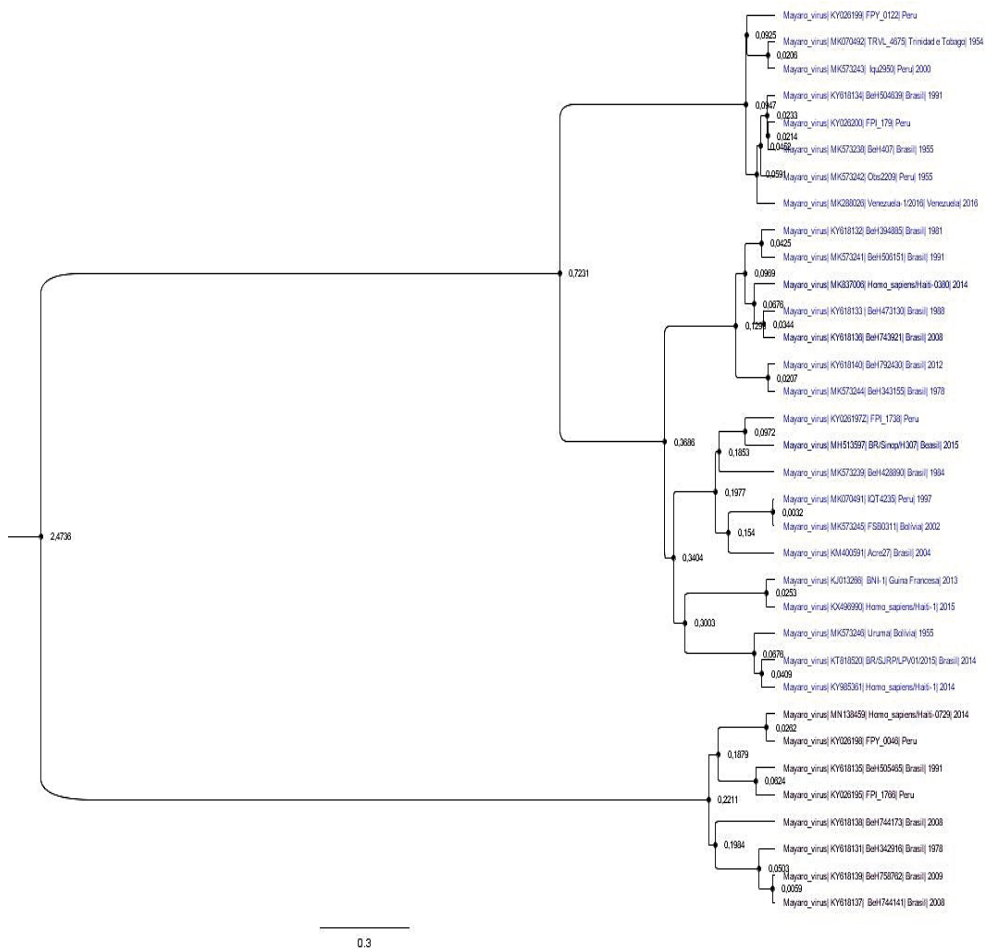 Mayaro_virus| KY026199| FPY_0122| Peru
0,0925
Mayaro_virus| MK070492| TRVL_4675| Trinidad e Tobago| 1954
0,0206
Mayaro_virus| MK573243| Iqu2950| Peru| 2000
Mayaro_virus| KY618134| BeH504639| Brasil| 1991
0,0947
0,0233
Mayaro_virus| KY026200| FPI_179| Peru
0,0214
Mayaro_virus| MK573238| BeH407| Brasil| 1955
Mayaro_virus| MK573242| Obs2209| Peru| 1955
0,0591
Mayaro_virus| MK288026| Venezuela-1/2016| Venezuela| 2016
Mayaro_virus| KY618132| BeH394885| Brasil| 1981
0,0425
Mayaro_virus| MK573241| BeH506151| Brasil| 1991
0,7231
0,0969
Mayaro_virus| MK837006| Homo_sapiens/Haiti-0380| 2014
0,0676
Mayaro_virus| KY618133 | BeH473130| Brasil| 1988
0,0344
Mayaro_virus| KY618136| BeH743921| Brasil| 2008
Mayaro_virus| KY618140| BeH792430| Brasil| 2012
0,0207
Mayaro_virus| MK573244| BeH343155| Brasil| 1978
Mayaro_virus| KY026197Z| FPI_1738| Peru
0,0972
0,3686
Mayaro_virus| MH513597| BR/Sinop/H307| Beasil| 2015
0,1853
Mayaro_virus| MK573239| BeH428890| Brasil| 1984
0,1977
Mayaro_virus| MK070491| IQT4235| Peru| 1997
0,0032
Mayaro_virus| MK573245| FSB0311| Bolívia| 2002
0,154
2,4736
Mayaro_virus| KM400591| Acre27| Brasil| 2004
0,3404
Mayaro_virus| KJ013266| BNI-1| Guina Francesa| 2013
0,0253
Mayaro_virus| KX496990| Homo_sapiens/Haiti-1| 2015
0,3003
Mayaro_virus| MK573246| Uruma| Bolívia| 1955
0,0676
Mayaro_virus| KT818520| BR/SJRP/LPV01/2015| Brasil| 2014
0,0409
Mayaro_virus| KY985361| Homo_sapiens/Haiti-1| 2014
Mayaro_virus| MN138459| Homo_sapiens/Haiti-0729| 2014
0,0262
Mayaro_virus| KY026198| FPY_0046| Peru
0,1879
Mayaro_virus| KY618135| BeH505465| Brasil| 1991
0,0624
Mayaro_virus| KY026195| FPI_1766| Peru
0,2211
Mayaro_virus| KY618138| BeH744173| Brasil| 2008
0,1984
Mayaro_virus| KY618131| BeH342916| Brasil| 1978
0,0503
Mayaro_virus| KY618139| BeH758762| Brasil| 2009
0,0059
Mayaro_virus| KY618137| BeH744141| Brasil| 2008
0.3